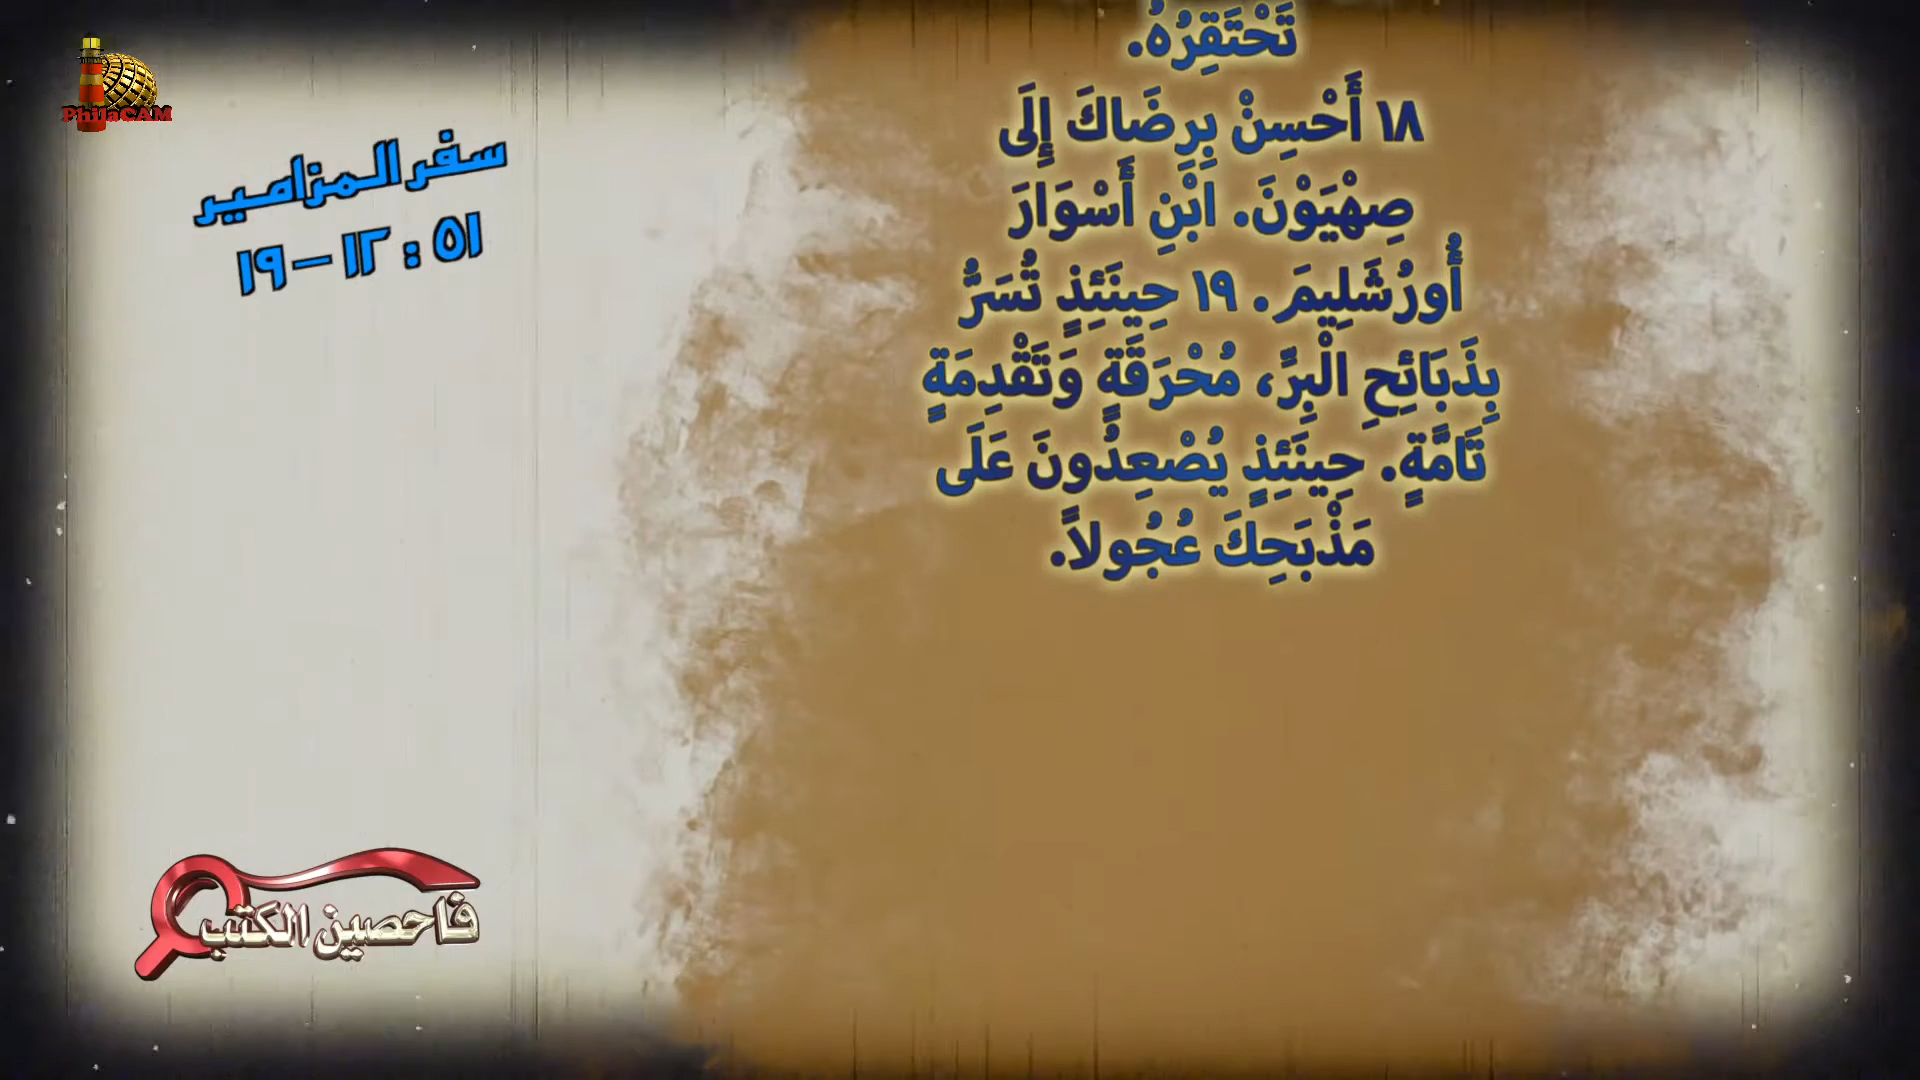 PhilaCAM
سفر المزامير
٥١ : ١٢ – ١٩
تَحْتَقِرُهُ.
١٨ أَحْسِنْ بِرِضَاكَ إِلَى
صِهْيَوْنَ. ابْنِ أَسْوَارَ
أُورُشَلِيمَ. ١٩ حِينَئِذٍ تُسَرُّ
بِذَبَائِحِ الْبِرِّ، مُحْرَقَةٍ وَتَقْدِمَةٍ
تَامَّةٍ. حِينَئِذٍ يُصْعِدُونَ عَلَى
مَذْبَحِكَ عُجُولاً.
فاحصين الكتب